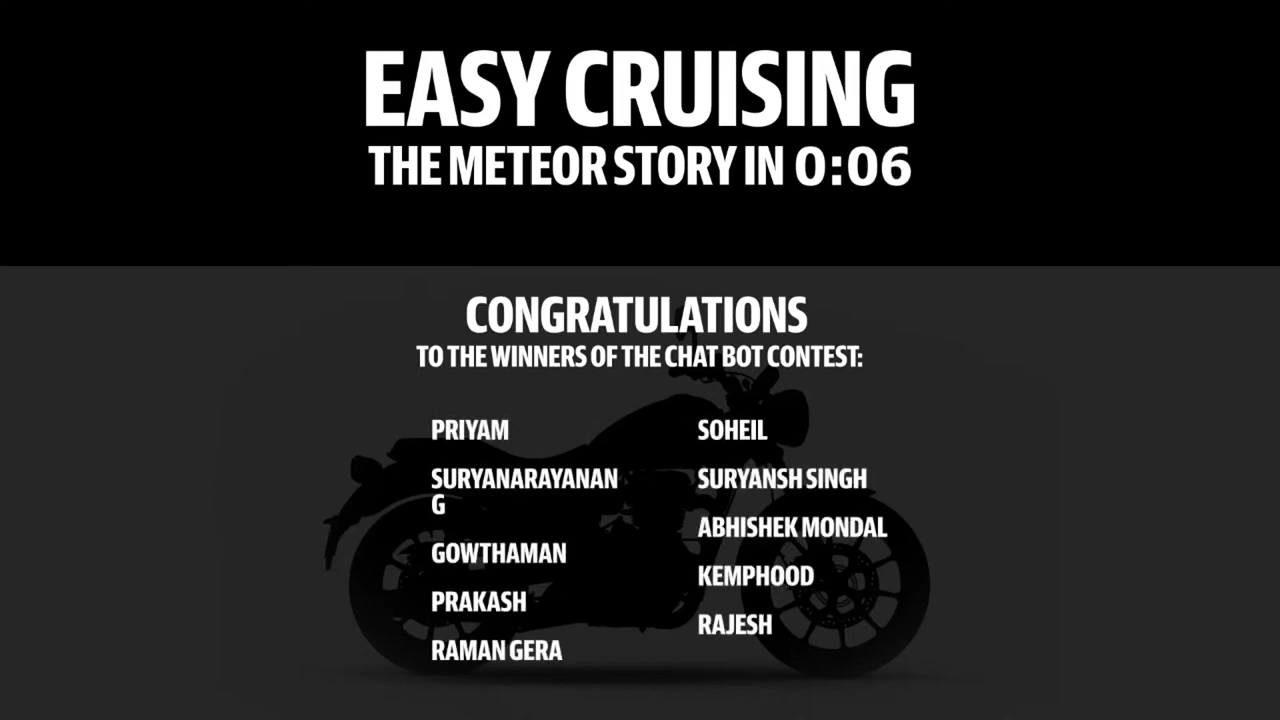 EASY CRUISING
THE METEOR STORY IN 0:06
CONGRATULATIONS
TO THE WINNERS OF THE CHAT BOT CONTEST:
PRIYAM
SURYANARAYANAN
G
GOWTHAMAN
PRAKASH
RAMAN GERA
SOHEIL
SURYANSH SINGH
ABHISHEK MONDAL
KEMPHOOD
RAJESH